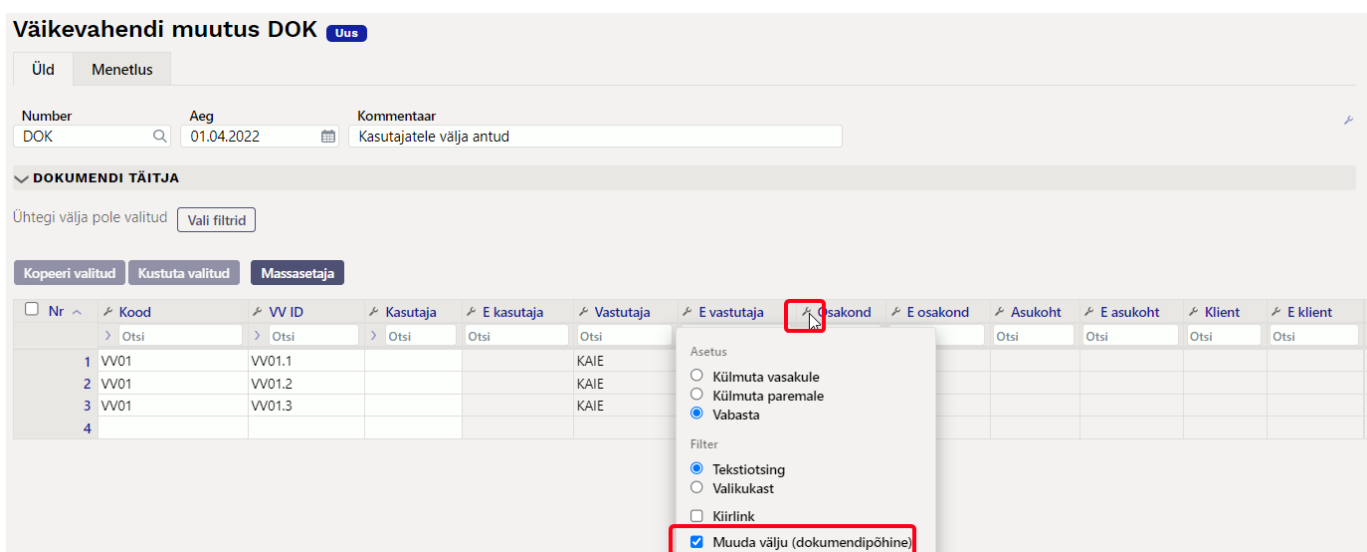 Väikevahendi muutus DOK Uus
Üld Menetlus
Number Aeg Kommentaar
DOK 01.04.2022 Kasutajatele välja antud
DOKUMENDI TÄITJA
Ühtegi välja pole valitud Vali filtrid
Kopeeri valitud Kustuta valitud Massasetaja
Nr Kood VV ID Kasutaja E kasutaja Vastutaja E vastutaja Osakond E osakond Asukoht E asukoht Klient E klient
> Otsi > Otsi > Otsi Otsi Otsi Otsi Otsi Otsi Otsi
1 VV01 VV01.1 KAIE
2 VV01 VV01.2 KAIE
3 VV01 VV01.3 KAIE
4
Asetus
Külmuta vasakule
Külmuta paremale
Vabasta
Filter
Tekstiotsing
Valikukast
Kiirlink
Muuda välju (dokumendipõhine)